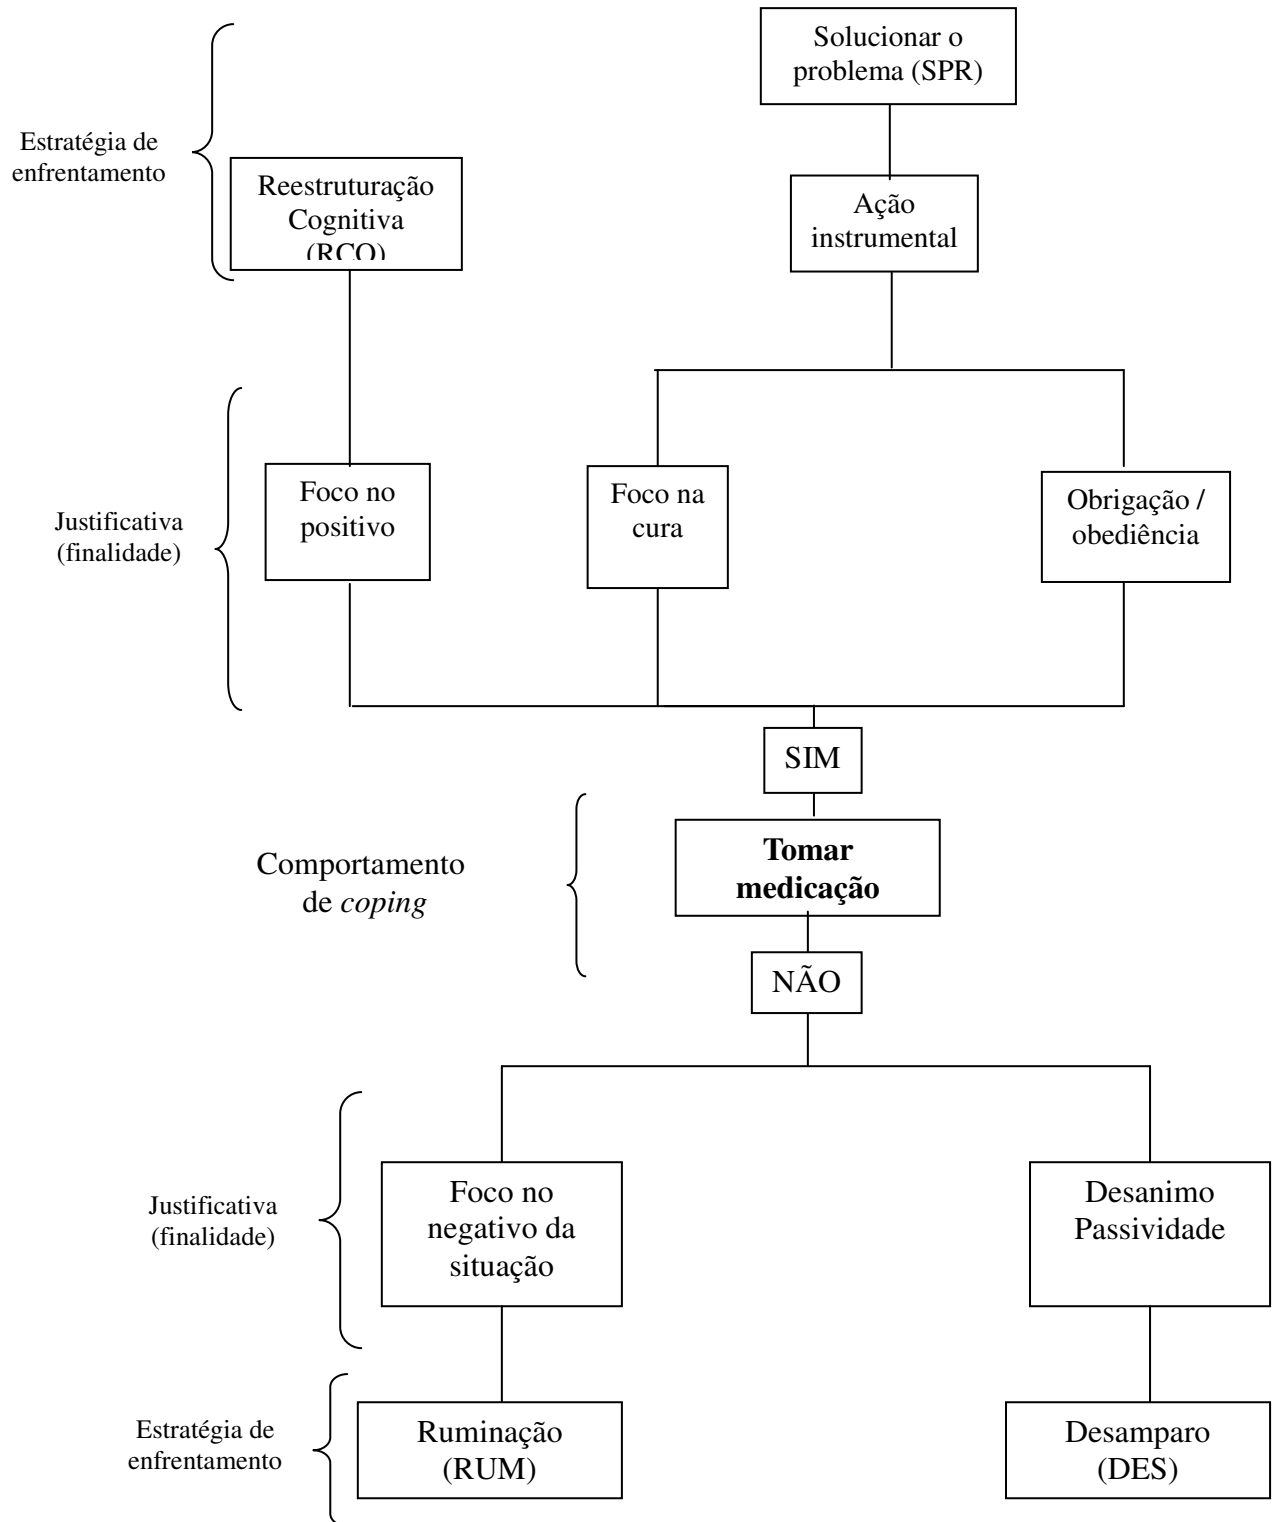 Solucionar o
problema (SPR)
Estratégia de
enfrentamento
Reestruturação
Cognitiva
(RCO)
Ação
instrumental
Justificativa
(finalidade)
Foco no
positivo
Foco na
cura
Obrigação /
obediência
SIM
Comportamento
de coping
Tomar
medicação
NÃO
Justificativa
(finalidade)
Foco no
negativo da
situação
Desanimo
Passividade
Estratégia de
enfrentamento
Ruminação
(RUM)
Desamparo
(DES)